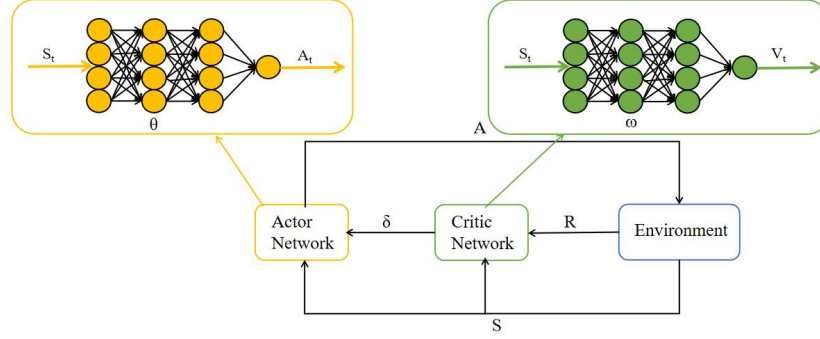 Sₜ
Aₜ
θ
Sₜ
Vₜ
ω
A
Actor
Network
δ
Critic
Network
R
Environment
S